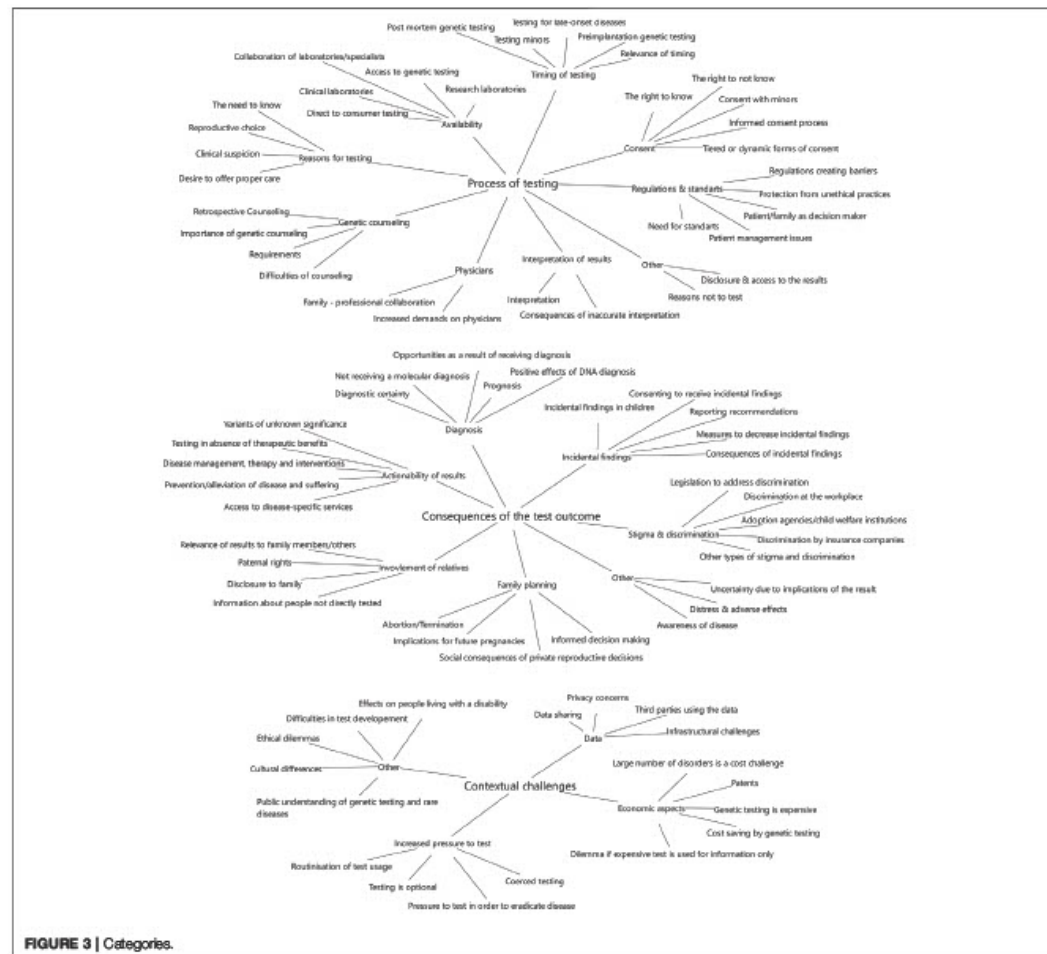 Post mortem genetic testing
Testing for late-onset diseases
Testing minors
Preimplantation genetic testing
Relevance of timing
Timing of testing
Collaboration of laboratories/specialists
Access to genetic testing
Clinical laboratories
Research laboratories
Direct to consumer testing
Availability
The right to not know
The right to know
Consent with minors
Informed consent process
Tiered or dynamic forms of consent
Consent
The need to know
Reproductive choice
Clinical suspicion
Desire to offer proper care
Reasons for testing
Process of testing
Regulations creating barriers
Regulations & standarts
Protection from unethical practices
Patient/family as decision maker
Need for standarts
Patient management issues
Retrospective Counseling
Genetic counseling
Importance of genetic counseling
Requirements
Difficulties of counseling
Physicians
Family - professional collaboration
Increased demands on physicians
Interpretation of results
Interpretation
Consequences of inaccurate interpretation
Other
Disclosure & access to the results
Reasons not to test
Opportunities as a result of receiving diagnosis
Not receiving a molecular diagnosis
Positive effects of DNA diagnosis
Prognosis
Diagnostic certainty
Diagnosis
Consenting to receive incidental findings
Incidental findings in children
Reporting recommendations
Measures to decrease incidental findings
Consequences of incidental findings
Incidental findings
Variants of unknown significance
Testing in absence of therapeutic benefits
Disease management, therapy and interventions
Actionability of results
Prevention/alleviation of disease and suffering
Access to disease-specific services
Consequences of the test outcome
Legislation to address discrimination
Discrimination at the workplace
Adoption agencies/child welfare institutions
Stigma & discrimination
Discrimination by insurance companies
Other types of stigma and discrimination
Relevance of results to family members/others
Paternal rights
Involvlement of relatives
Disclosure to family
Information about people not directly tested
Family planning
Abortion/Termination
Implications for future pregnancies
Informed decision making
Social consequences of private reproductive decisions
Other
Uncertainty due to implications of the result
Distress & adverse effects
Awareness of disease
Effects on people living with a disability
Difficulties in test developement
Ethical dilemmas
Cultural differences
Other
Public understanding of genetic testing and rare
diseases
Privacy concerns
Data sharing
Third parties using the data
Data
Infrastructural challenges
Contextual challenges
Large number of disorders is a cost challenge
Patents
Economic aspects
Genetic testing is expensive
Cost saving by genetic testing
Dilemma if expensive test is used for information only
Increased pressure to test
Routinisation of test usage
Testing is optional
Coerced testing
Pressure to test in order to eradicate disease
FIGURE 3 | Categories.